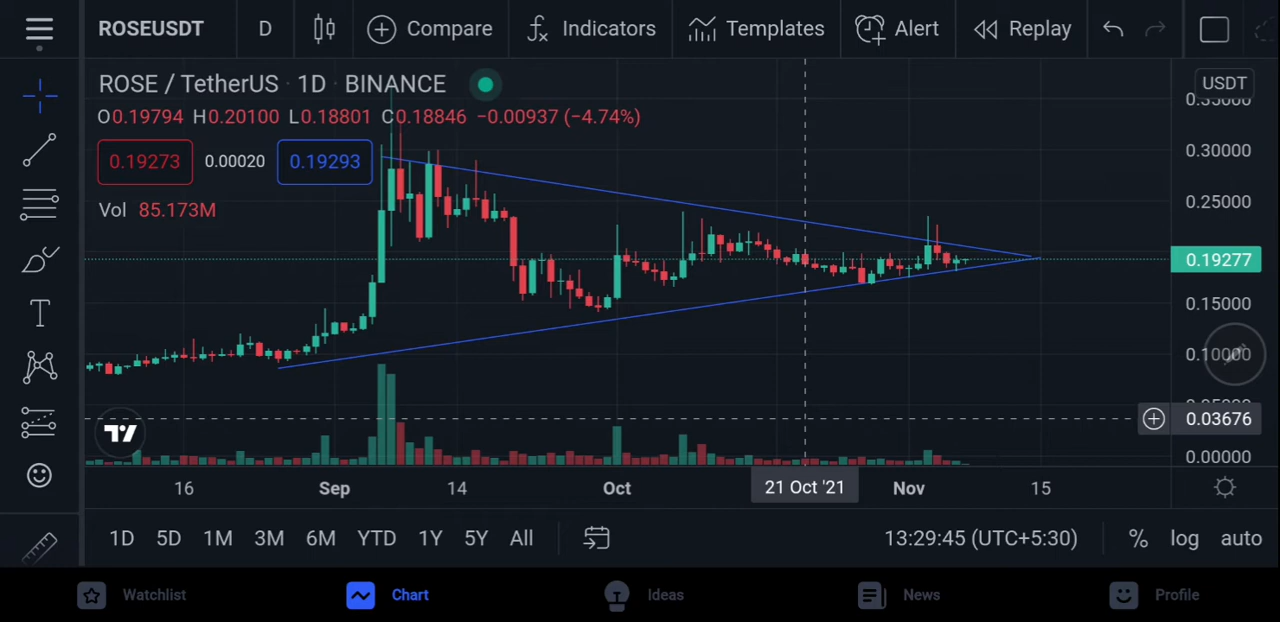 ROSEUSDT D Compare Indicators Templates Alert Replay
ROSE / TetherUS · 1D · BINANCE
O0.19794 H0.20100 L0.18801 C0.18846 −0.00937 (−4.74%)
0.19273 0.00020 0.19293
Vol 85.173M
USDT
0.35000
0.30000
0.25000
0.19277
0.15000
0.10000
0.03676
0.00000
16 Sep 14 Oct 21 Oct '21 Nov 15
1D 5D 1M 3M 6M YTD 1Y 5Y All 13:29:45 (UTC+5:30) % log auto
Watchlist Chart Ideas News Profile